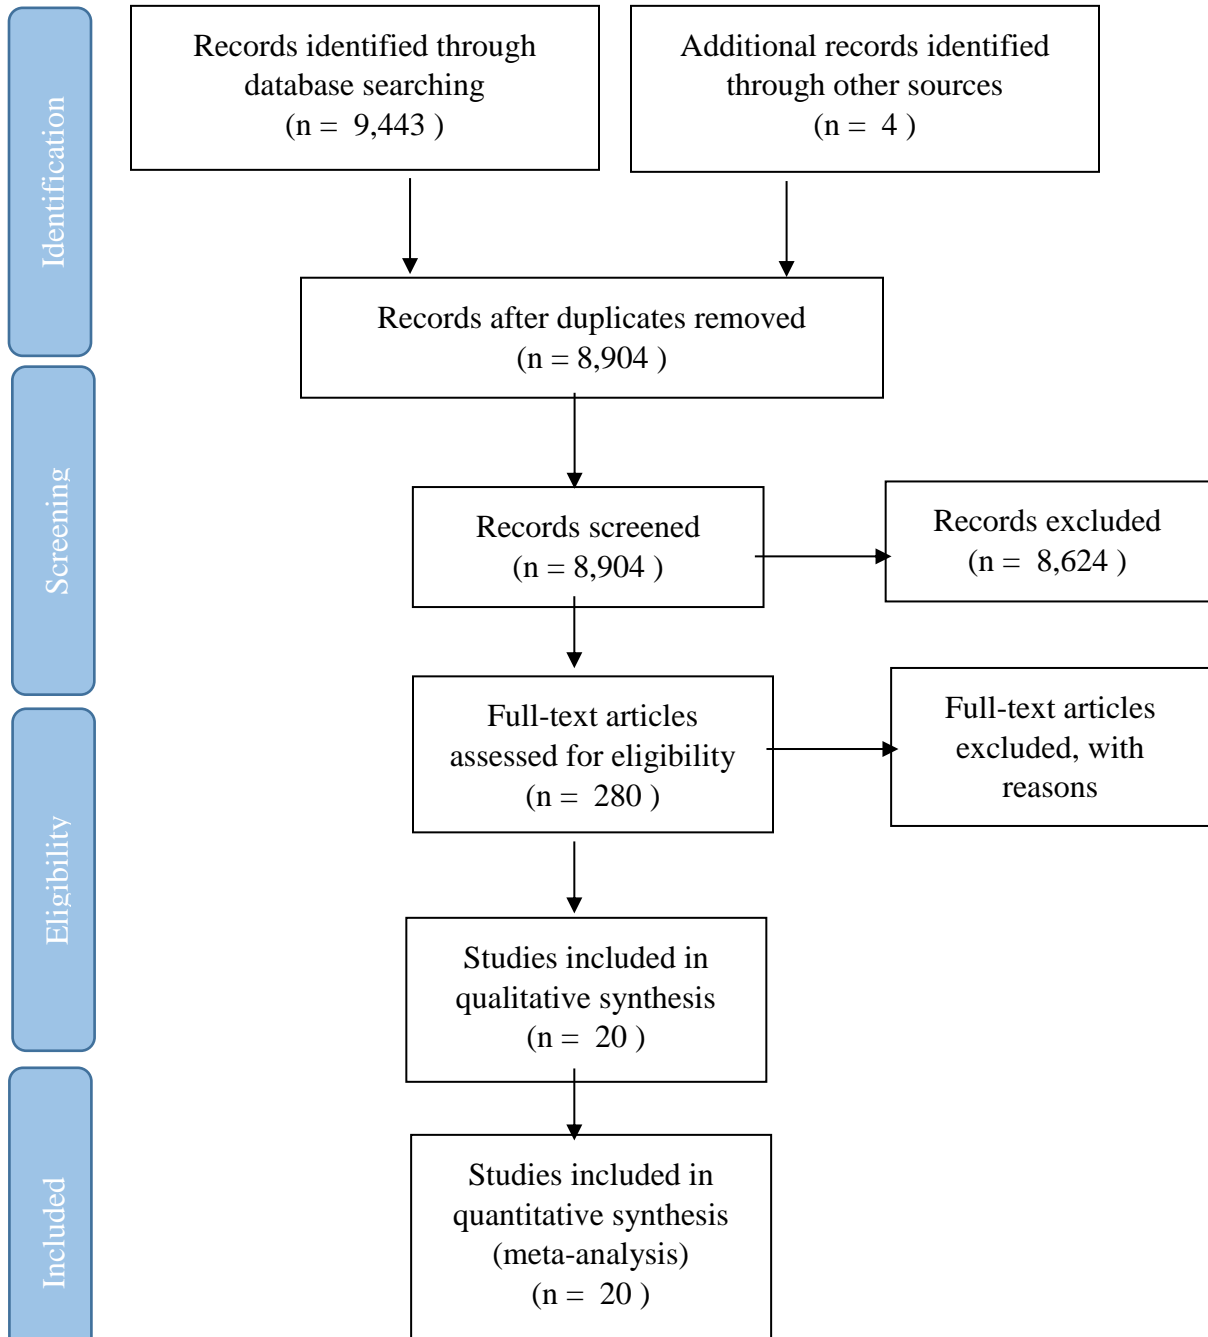 Identification
Records identified through
database searching
(n =  9,443 )
Additional records identified
through other sources
(n =  4 )
Records after duplicates removed
(n = 8,904 )
Screening
Records screened
(n = 8,904 )
Records excluded
(n =  8,624 )
Eligibility
Full-text articles
assessed for eligibility
(n =  280 )
Full-text articles
excluded, with
reasons
Studies included in
qualitative synthesis
(n =  20 )
Included
Studies included in
quantitative synthesis
(meta-analysis)
(n =  20 )